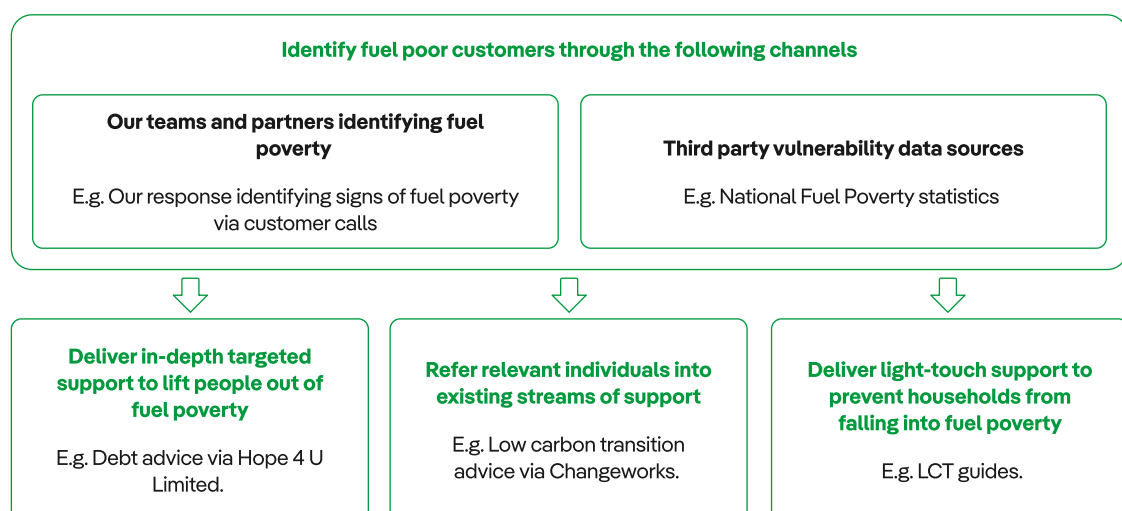 Identify fuel poor customers through the following channels
Our teams and partners identifying fuel
poverty
E.g. Our response identifying signs of fuel poverty
via customer calls
Third party vulnerability data sources
E.g. National Fuel Poverty statistics
Deliver in-depth targeted
support to lift people out of
fuel poverty
E.g. Debt advice via Hope 4 U
Limited.
Refer relevant individuals into
existing streams of support
E.g. Low carbon transition
advice via Changeworks.
Deliver light-touch support to
prevent households from
falling into fuel poverty
E.g. LCT guides.